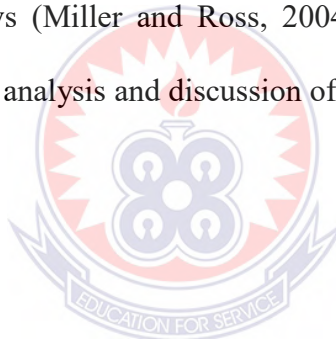 ys (Miller and Ross, 2004
analysis and discussion of
EDUCATION FOR SERVICE